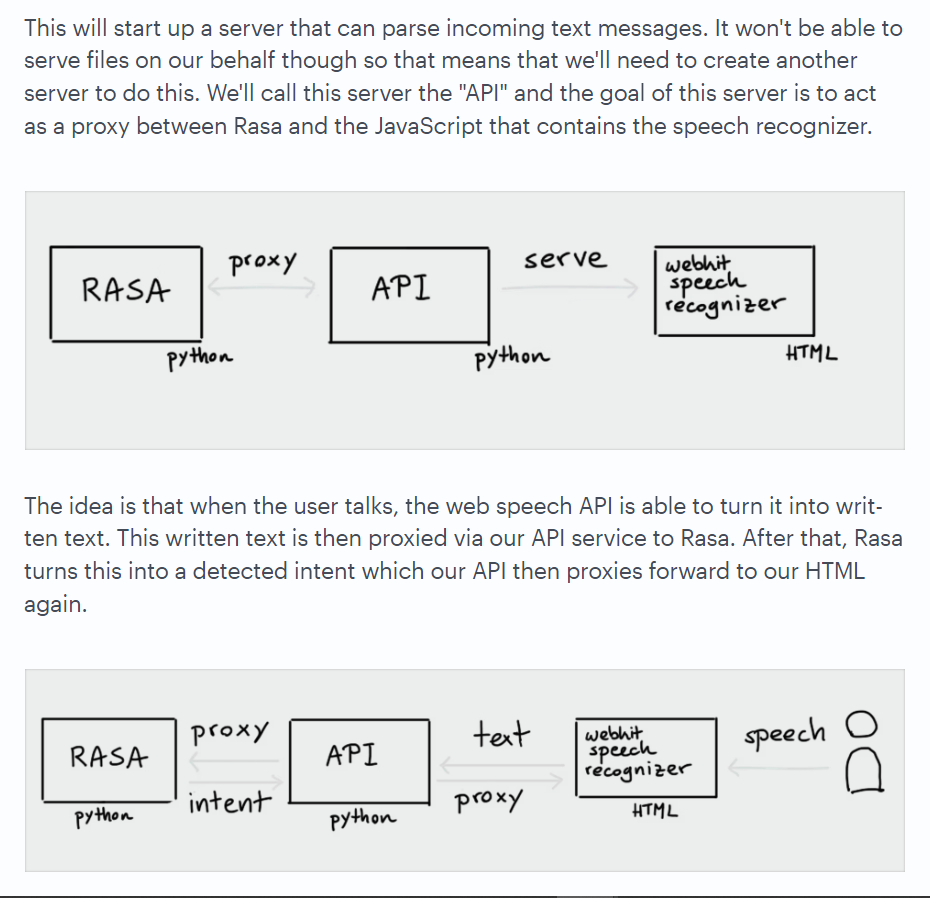 This will start up a server that can parse incoming text messages. It won't be able to
serve files on our behalf though so that means that we'll need to create another
server to do this. We'll call this server the "API" and the goal of this server is to act
as a proxy between Rasa and the JavaScript that contains the speech recognizer.
RASA
python
proxy
API
python
serve
webkit
speech
recognizer
HTML
The idea is that when the user talks, the web speech API is able to turn it into writ-
ten text. This written text is then proxied via our API service to Rasa. After that, Rasa
turns this into a detected intent which our API then proxies forward to our HTML
again.
RASA
python
proxy
intent
API
python
text
proxy
webkit
speech
recognizer
HTML
speech